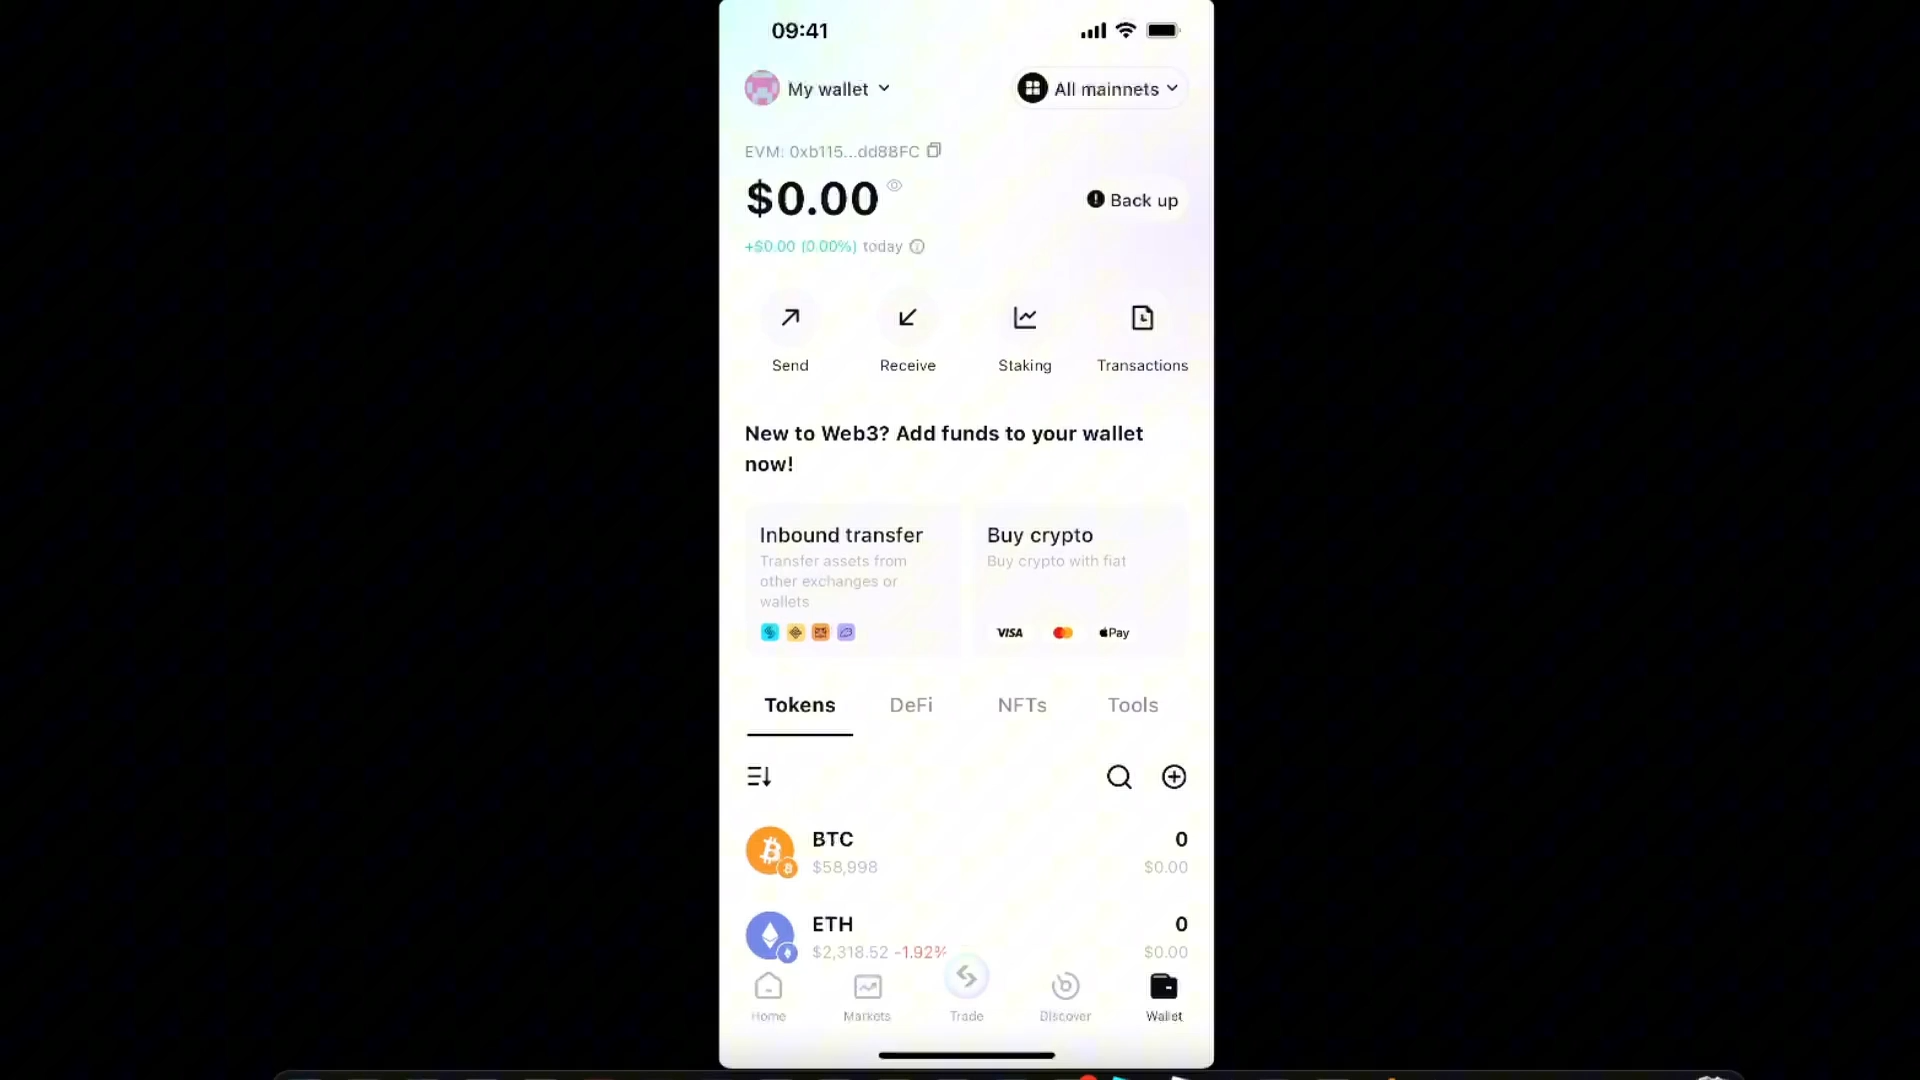 09:41
My wallet
All mainnets
EVM: 0xb115...dd88FC
$0.00
Back up
+$0.00 (0.00%) today
Send
Receive
Staking
Transactions
New to Web3? Add funds to your wallet
now!
Inbound transfer
Transfer assets from
other exchanges or
wallets
Buy crypto
Buy crypto with fiat
VISA
Pay
Tokens
DeFi
NFTs
Tools
BTC
0
$58,998
$0.00
ETH
0
$2,318.52 -1.92%
$0.00
Home
Markets
Trade
Discover
Wallet